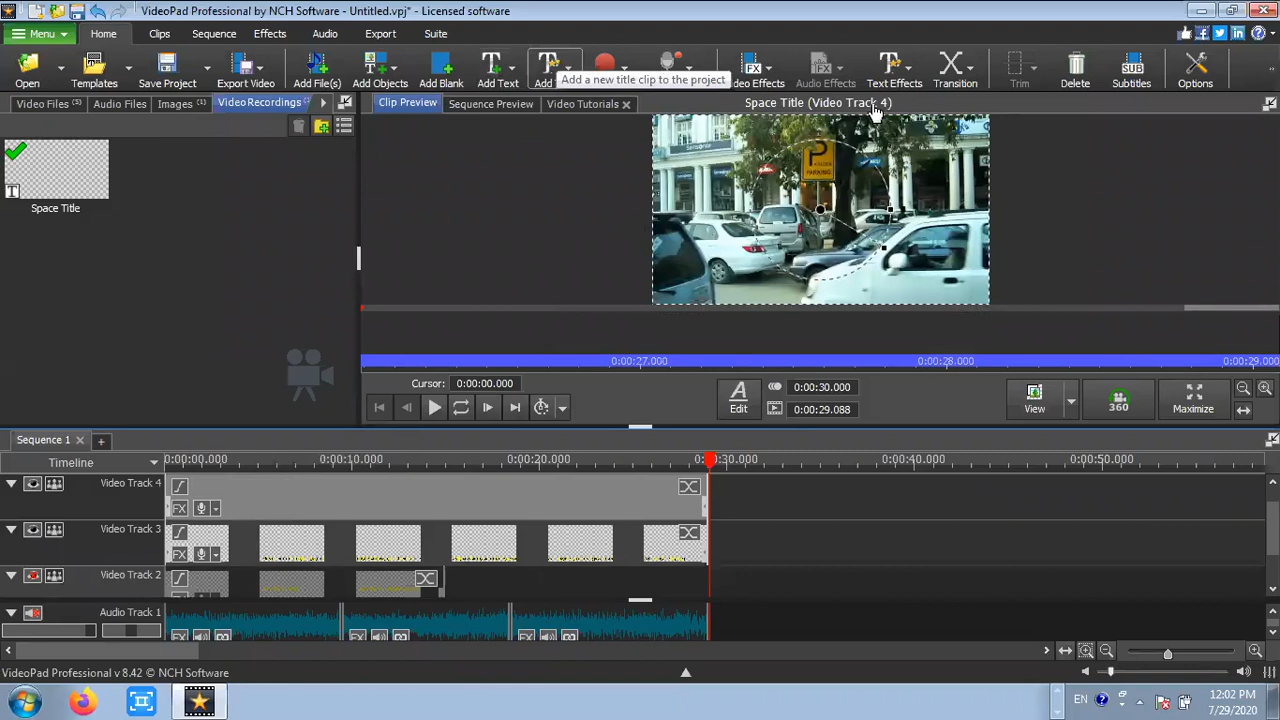 VideoPad Professional by NCH Software - Untitled.vpj* - Licensed software
Menu Home Clips Sequence Effects Audio Export Suite
Open Templates Save Project Export Video Add File(s) Add Objects Add Blank Add Text Add Video Effects Audio Effects Text Effects Transition Trim Delete Subtitles Options
Add a new title clip to the project
Video Files (3) Audio Files Images (1) Video Recordings Clip Preview Sequence Preview Video Tutorials Space Title (Video Track 4)
P
PARKING
T
Space Title
0:00:27.000 0:00:28.000 0:00:29.000
Cursor: 0:00:00.000 Edit 0:00:30.000 0:00:29.088 View 360 Maximize
Sequence 1
Timeline 0:00:00.000 0:00:10.000 0:00:20.000 0:00:30.000 0:00:40.000 0:00:50.000
Video Track 4
FX
Video Track 3
FX
Video Track 2
Audio Track 1
FX FX FX
VideoPad Professional v 8.42 © NCH Software
EN 12:02 PM
7/29/2020